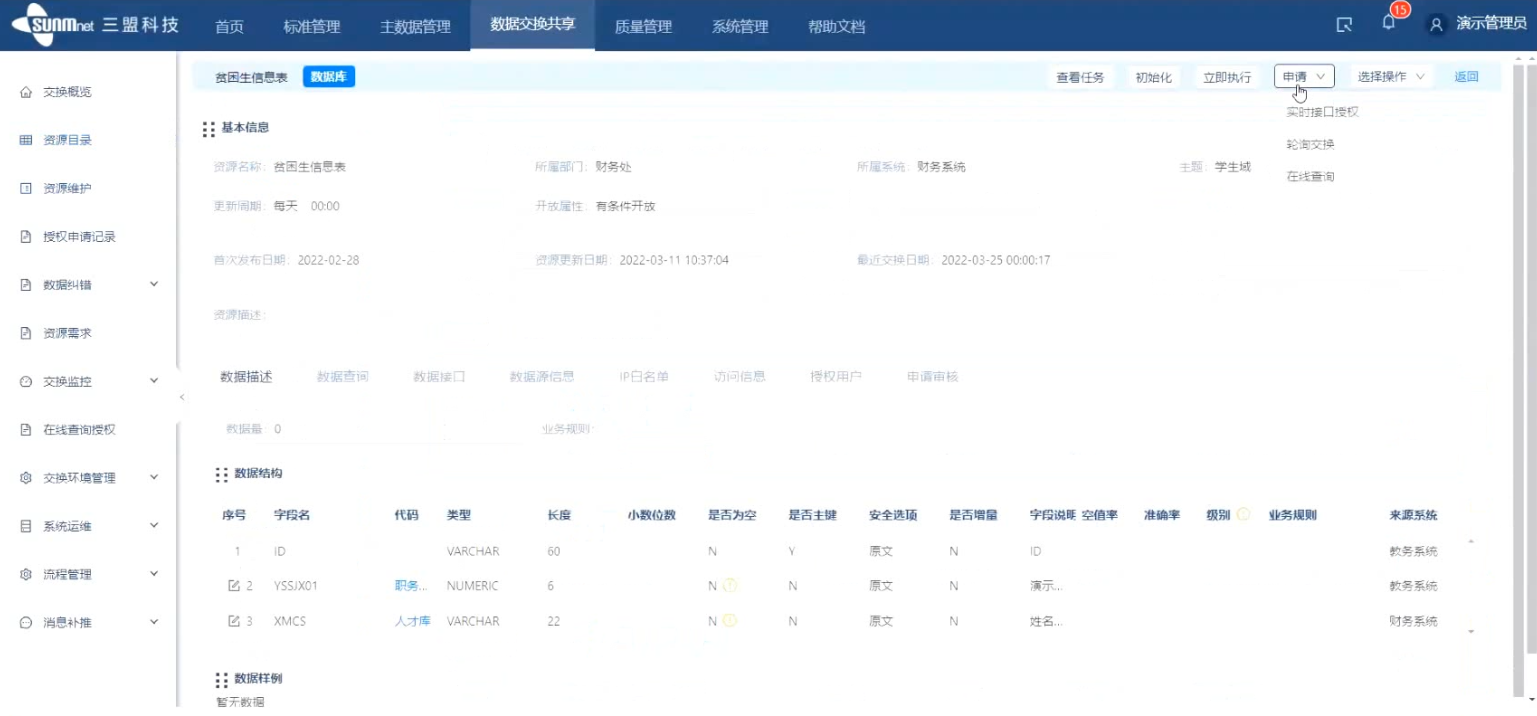 sunmnet 三盟科技 首页 标准管理 主数据管理 数据交换共享 质量管理 系统管理 帮助文档 15 演示管理员
交换概览
资源目录
资源维护
授权申请记录
数据纠错
资源需求
交换监控
在线查询授权
交换环境管理
系统运维
流程管理
消息补推
贫困生信息表 数据库 查看任务 初始化 立即执行 申请 选择操作 返回
实时接口授权
轮询交换
在线查询
基本信息
资源名称: 贫困生信息表 所属部门: 财务处 所属系统: 财务系统 主题: 学生域
更新周期: 每天 00:00 开放属性: 有条件开放
首次发布日期: 2022-02-28 资源更新日期: 2022-03-11 10:37:04 最近交换日期: 2022-03-25 00:00:17
资源描述:
数据描述 数据查询 数据接口 数据源信息 IP白名单 访问信息 授权用户 申请审核
数据量: 0 业务规则:
数据结构
序号 字段名 代码 类型 长度 小数位数 是否为空 是否主键 安全选项 是否增量 字段说明 空值率 准确率 级别 业务规则 来源系统
1 ID VARCHAR 60 N Y 原文 N ID 教务系统
2 YSSJX01 职务... NUMERIC 6 N N 原文 N 演示... 教务系统
3 XMCS 人才库 VARCHAR 22 N N 原文 N 姓名... 财务系统
数据样例
暂无数据